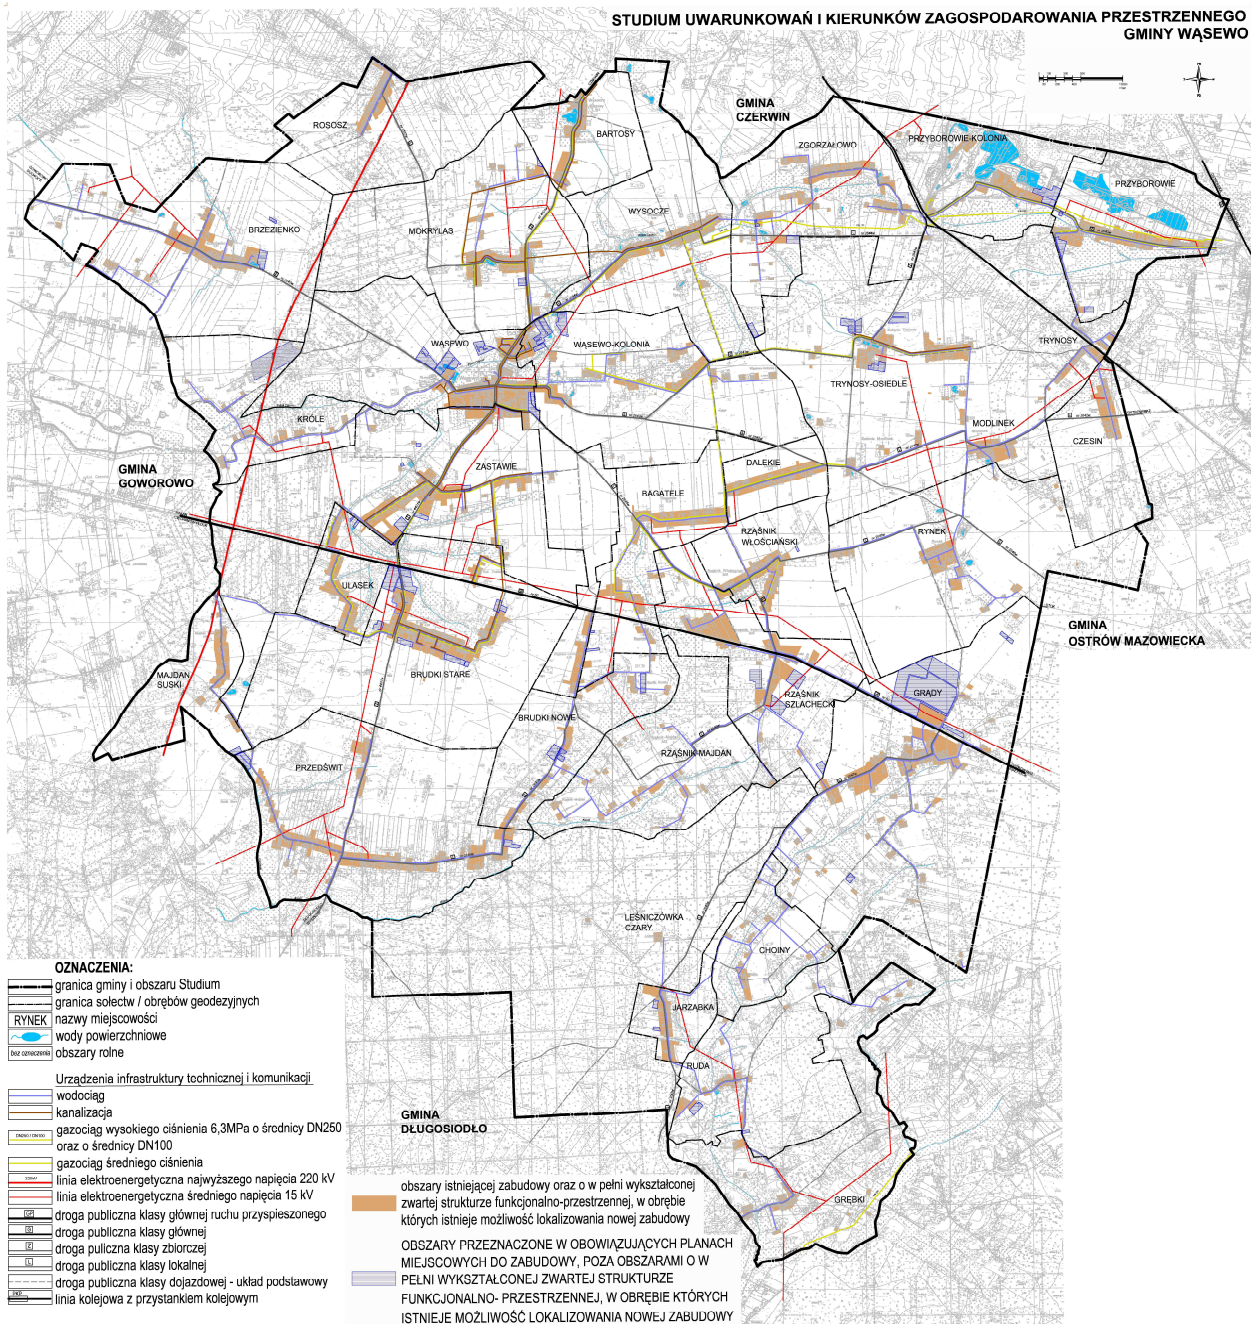 STUDIUM UWARUNKOWAŃ I KIERUNKÓW ZAGOSPODAROWANIA PRZESTRZENNEGO
GMINY WĄSEWO
GMINA
CZERWIN
ROSOSZ
BARTOSY
ZGORZAŁOWO
PRZYBOROWIE-KOLONIA
PRZYBOROWIE
BRZEZIENKO
MOKRYLAS
WYSOCZE
WĄSEWO
WĄSEWO-KOLONIA
TRYNOSY
TRYNOSY-OSIEDLE
KRÓLE
MODLINEK
CZESIN
GMINA
GOWOROWO
ZASTAWIE
DALEKIE
BAGATELE
RZĄŚNIK
WŁOŚCIAŃSKI
RYNEK
ULASEK
GMINA
OSTRÓW MAZOWIECKA
MAJDAN
SUSKI
BRUDKI STARE
BRUDKI NOWE
RZĄŚNIK
SZLACHECKI
GRĄDY
RZĄŚNIK-MAJDAN
PRZEDŚWIT
LEŚNICZÓWKA
CZARY
CHOINY
JARZĄBKA
RUDA
GRĘBKI
GMINA
DŁUGOSIODŁO
OZNACZENIA:
granica gminy i obszaru Studium
granica sołectw / obrębów geodezyjnych
RYNEK nazwy miejscowości
wody powierzchniowe
bez oznaczenia obszary rolne
Urządzenia infrastruktury technicznej i komunikacji
wodociąg
kanalizacja
gazociąg wysokiego ciśnienia 6,3MPa o średnicy DN250
oraz o średnicy DN100
gazociąg średniego ciśnienia
linia elektroenergetyczna najwyższego napięcia 220 kV
linia elektroenergetyczna średniego napięcia 15 kV
GP droga publiczna klasy głównej ruchu przyspieszonego
G droga publiczna klasy głównej
Z droga puliczna klasy zbiorczej
L droga publiczna klasy lokalnej
droga publiczna klasy dojazdowej - układ podstawowy
PKP linia kolejowa z przystankiem kolejowym
obszary istniejącej zabudowy oraz o w pełni wykształconej
zwartej strukturze funkcjonalno-przestrzennej, w obrębie
których istnieje możliwość lokalizowania nowej zabudowy
OBSZARY PRZEZNACZONE W OBOWIĄZUJĄCYCH PLANACH
MIEJSCOWYCH DO ZABUDOWY, POZA OBSZARAMI O W
PEŁNI WYKSZTAŁCONEJ ZWARTEJ STRUKTURZE
FUNKCJONALNO- PRZESTRZENNEJ, W OBRĘBIE KTÓRYCH
ISTNIEJE MOŻLIWOŚĆ LOKALIZOWANIA NOWEJ ZABUDOWY